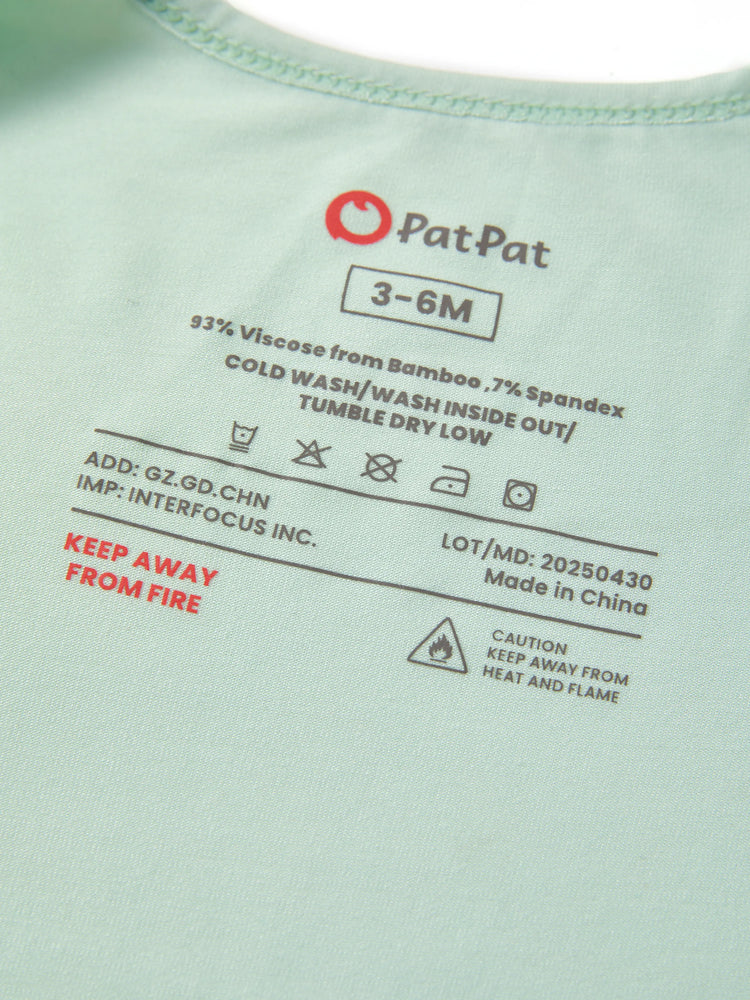 PatPat
3-6M
93% Viscose from Bamboo ,7% Spandex
COLD WASH/WASH INSIDE OUT/
TUMBLE DRY LOW
ADD: GZ.GD.CHN
IMP: INTERFOCUS INC.
LOT/MD: 20250430
Made in China
KEEP AWAY
FROM FIRE
CAUTION
KEEP AWAY FROM
HEAT AND FLAME